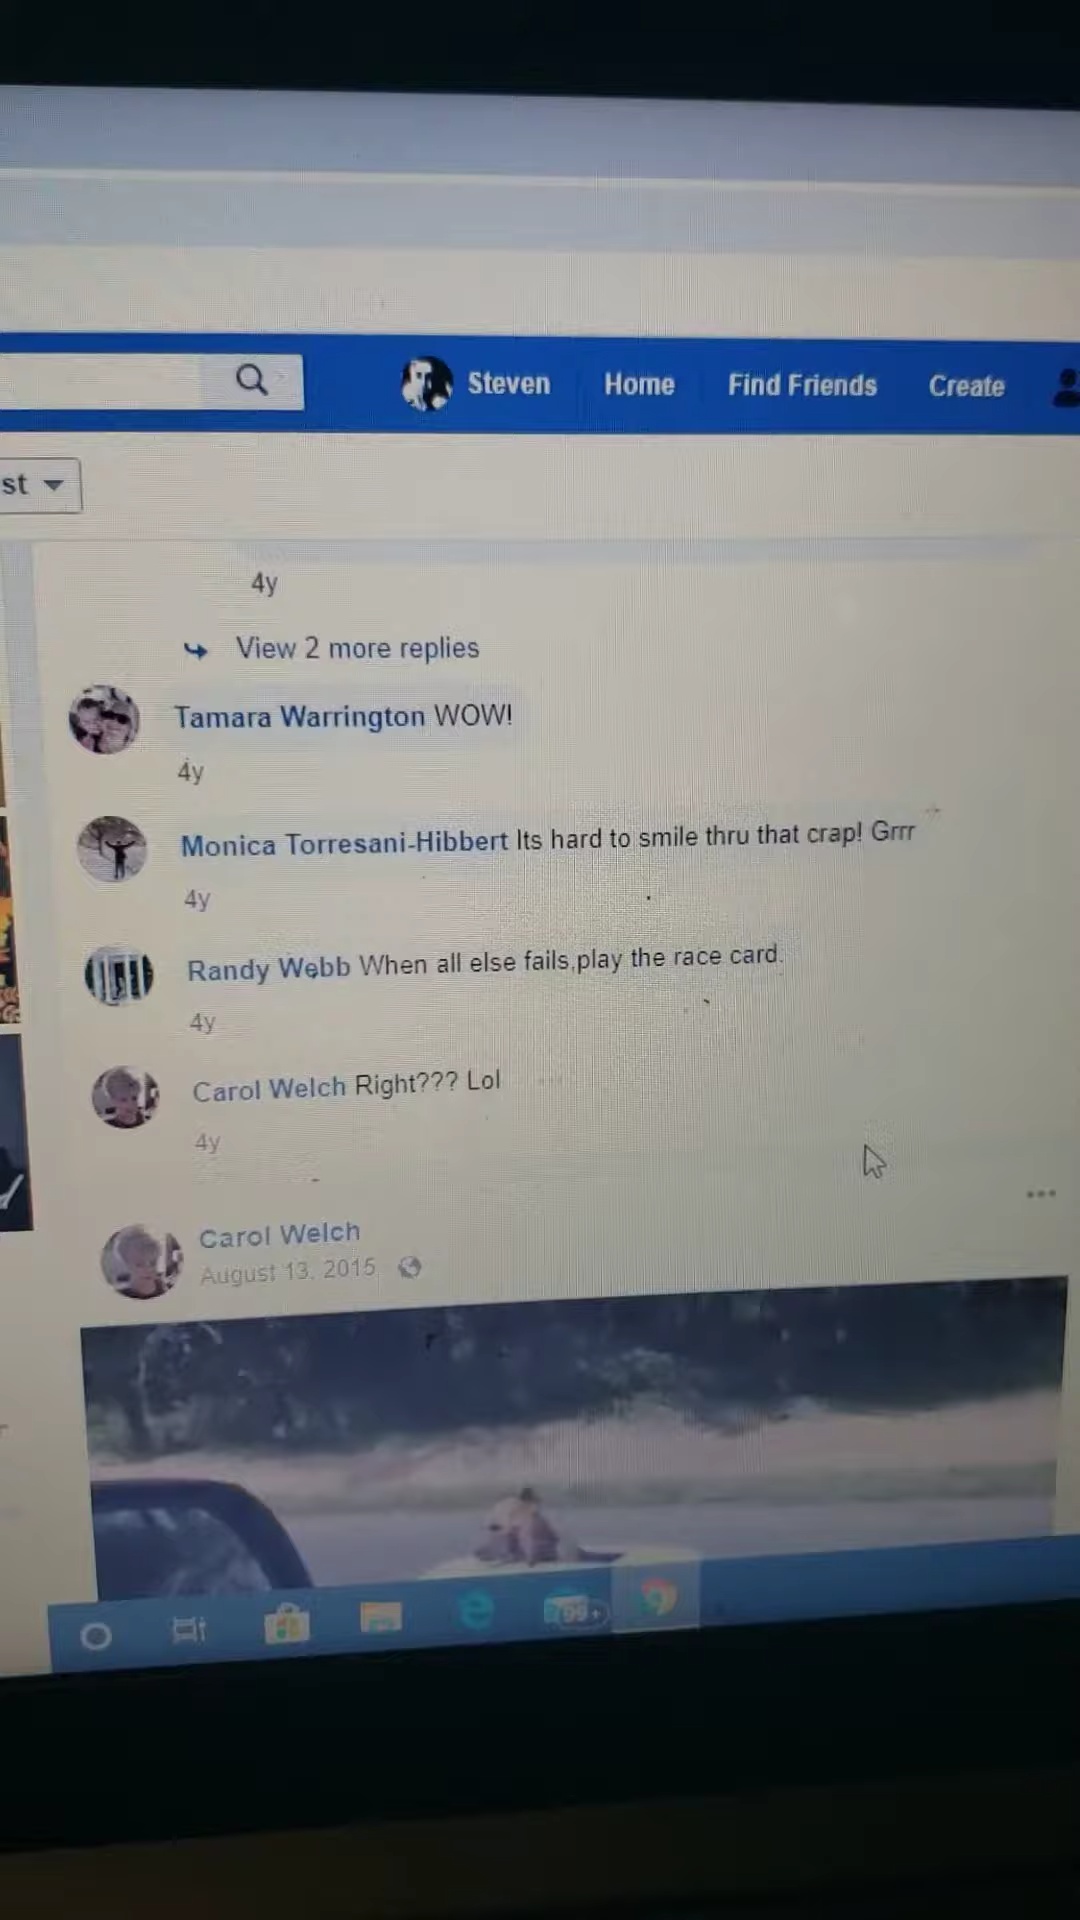 Steven Home Find Friends Create
st
4y
View 2 more replies
Tamara Warrington WOW!
4y
Monica Torresani-Hibbert Its hard to smile thru that crap! Grrr
4y
Randy Webb When all else fails,play the race card.
4y
Carol Welch Right??? Lol
4y
Carol Welch
August 13, 2015
99+